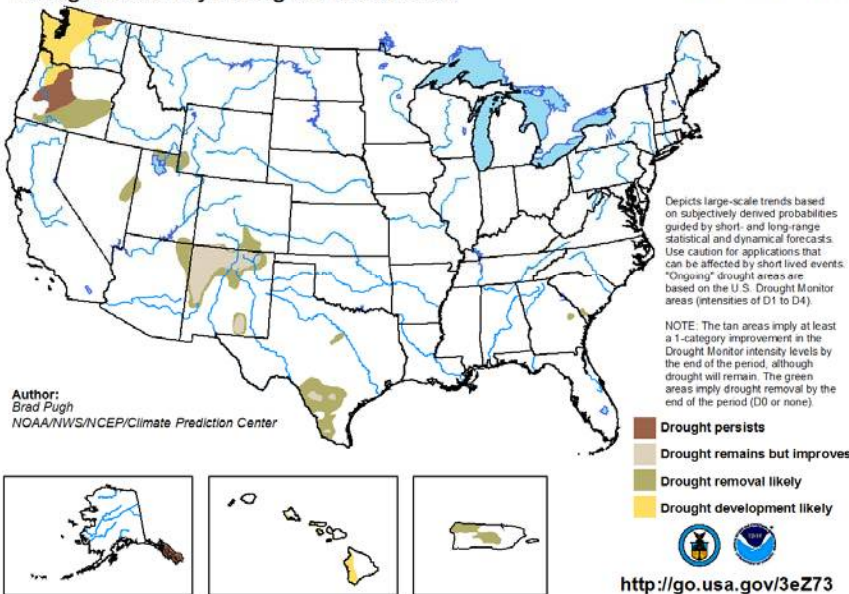 Depicts large-scale trends based
on subjectively derived probabilities
guided by short- and long-range
statistical and dynamical forecasts.
Use caution for applications that
can be affected by short lived events.
"Ongoing" drought areas are
based on the U.S. Drought Monitor
areas (intensities of D1 to D4).
NOTE: The tan areas imply at least
a 1-category improvement in the
Drought Monitor intensity levels by
the end of the period, although
drought will remain. The green
areas imply drought removal by the
end of the period (D0 or none).
Author:
Brad Pugh
NOAA/NWS/NCEP/Climate Prediction Center
Drought persists
Drought remains but improves
Drought removal likely
Drought development likely
http://go.usa.gov/3eZ73